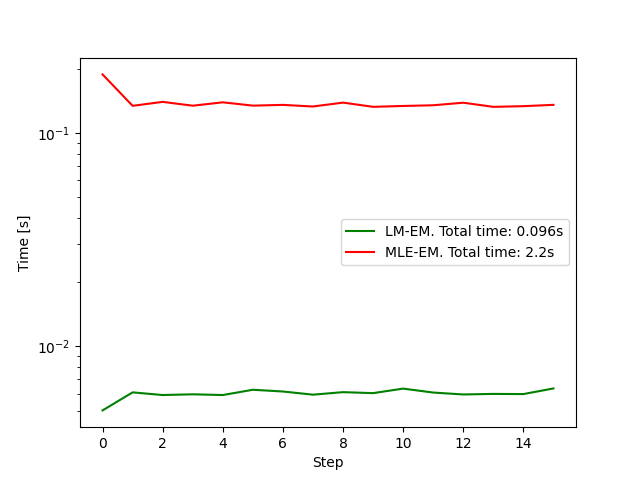 Time [s]
10⁻¹
10⁻²
LM-EM. Total time: 0.096s
MLE-EM. Total time: 2.2s
0 2 4 6 8 10 12 14
Step